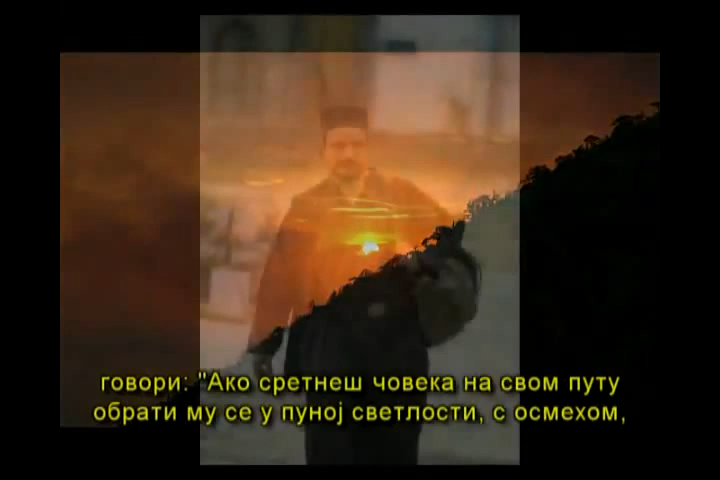 говори: "Ако сретнеш човека на свом путу
обрати му се у пуној светлости, с осмехом,